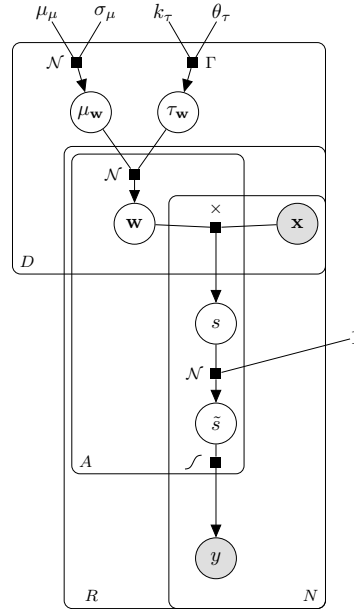 μ_μ σ_μ k_τ θ_τ
𝒩 Γ
μ_𝐰 τ_𝐰
𝒩
𝐰 × 𝐱
D
s
𝒩
s̃
A
y
R N